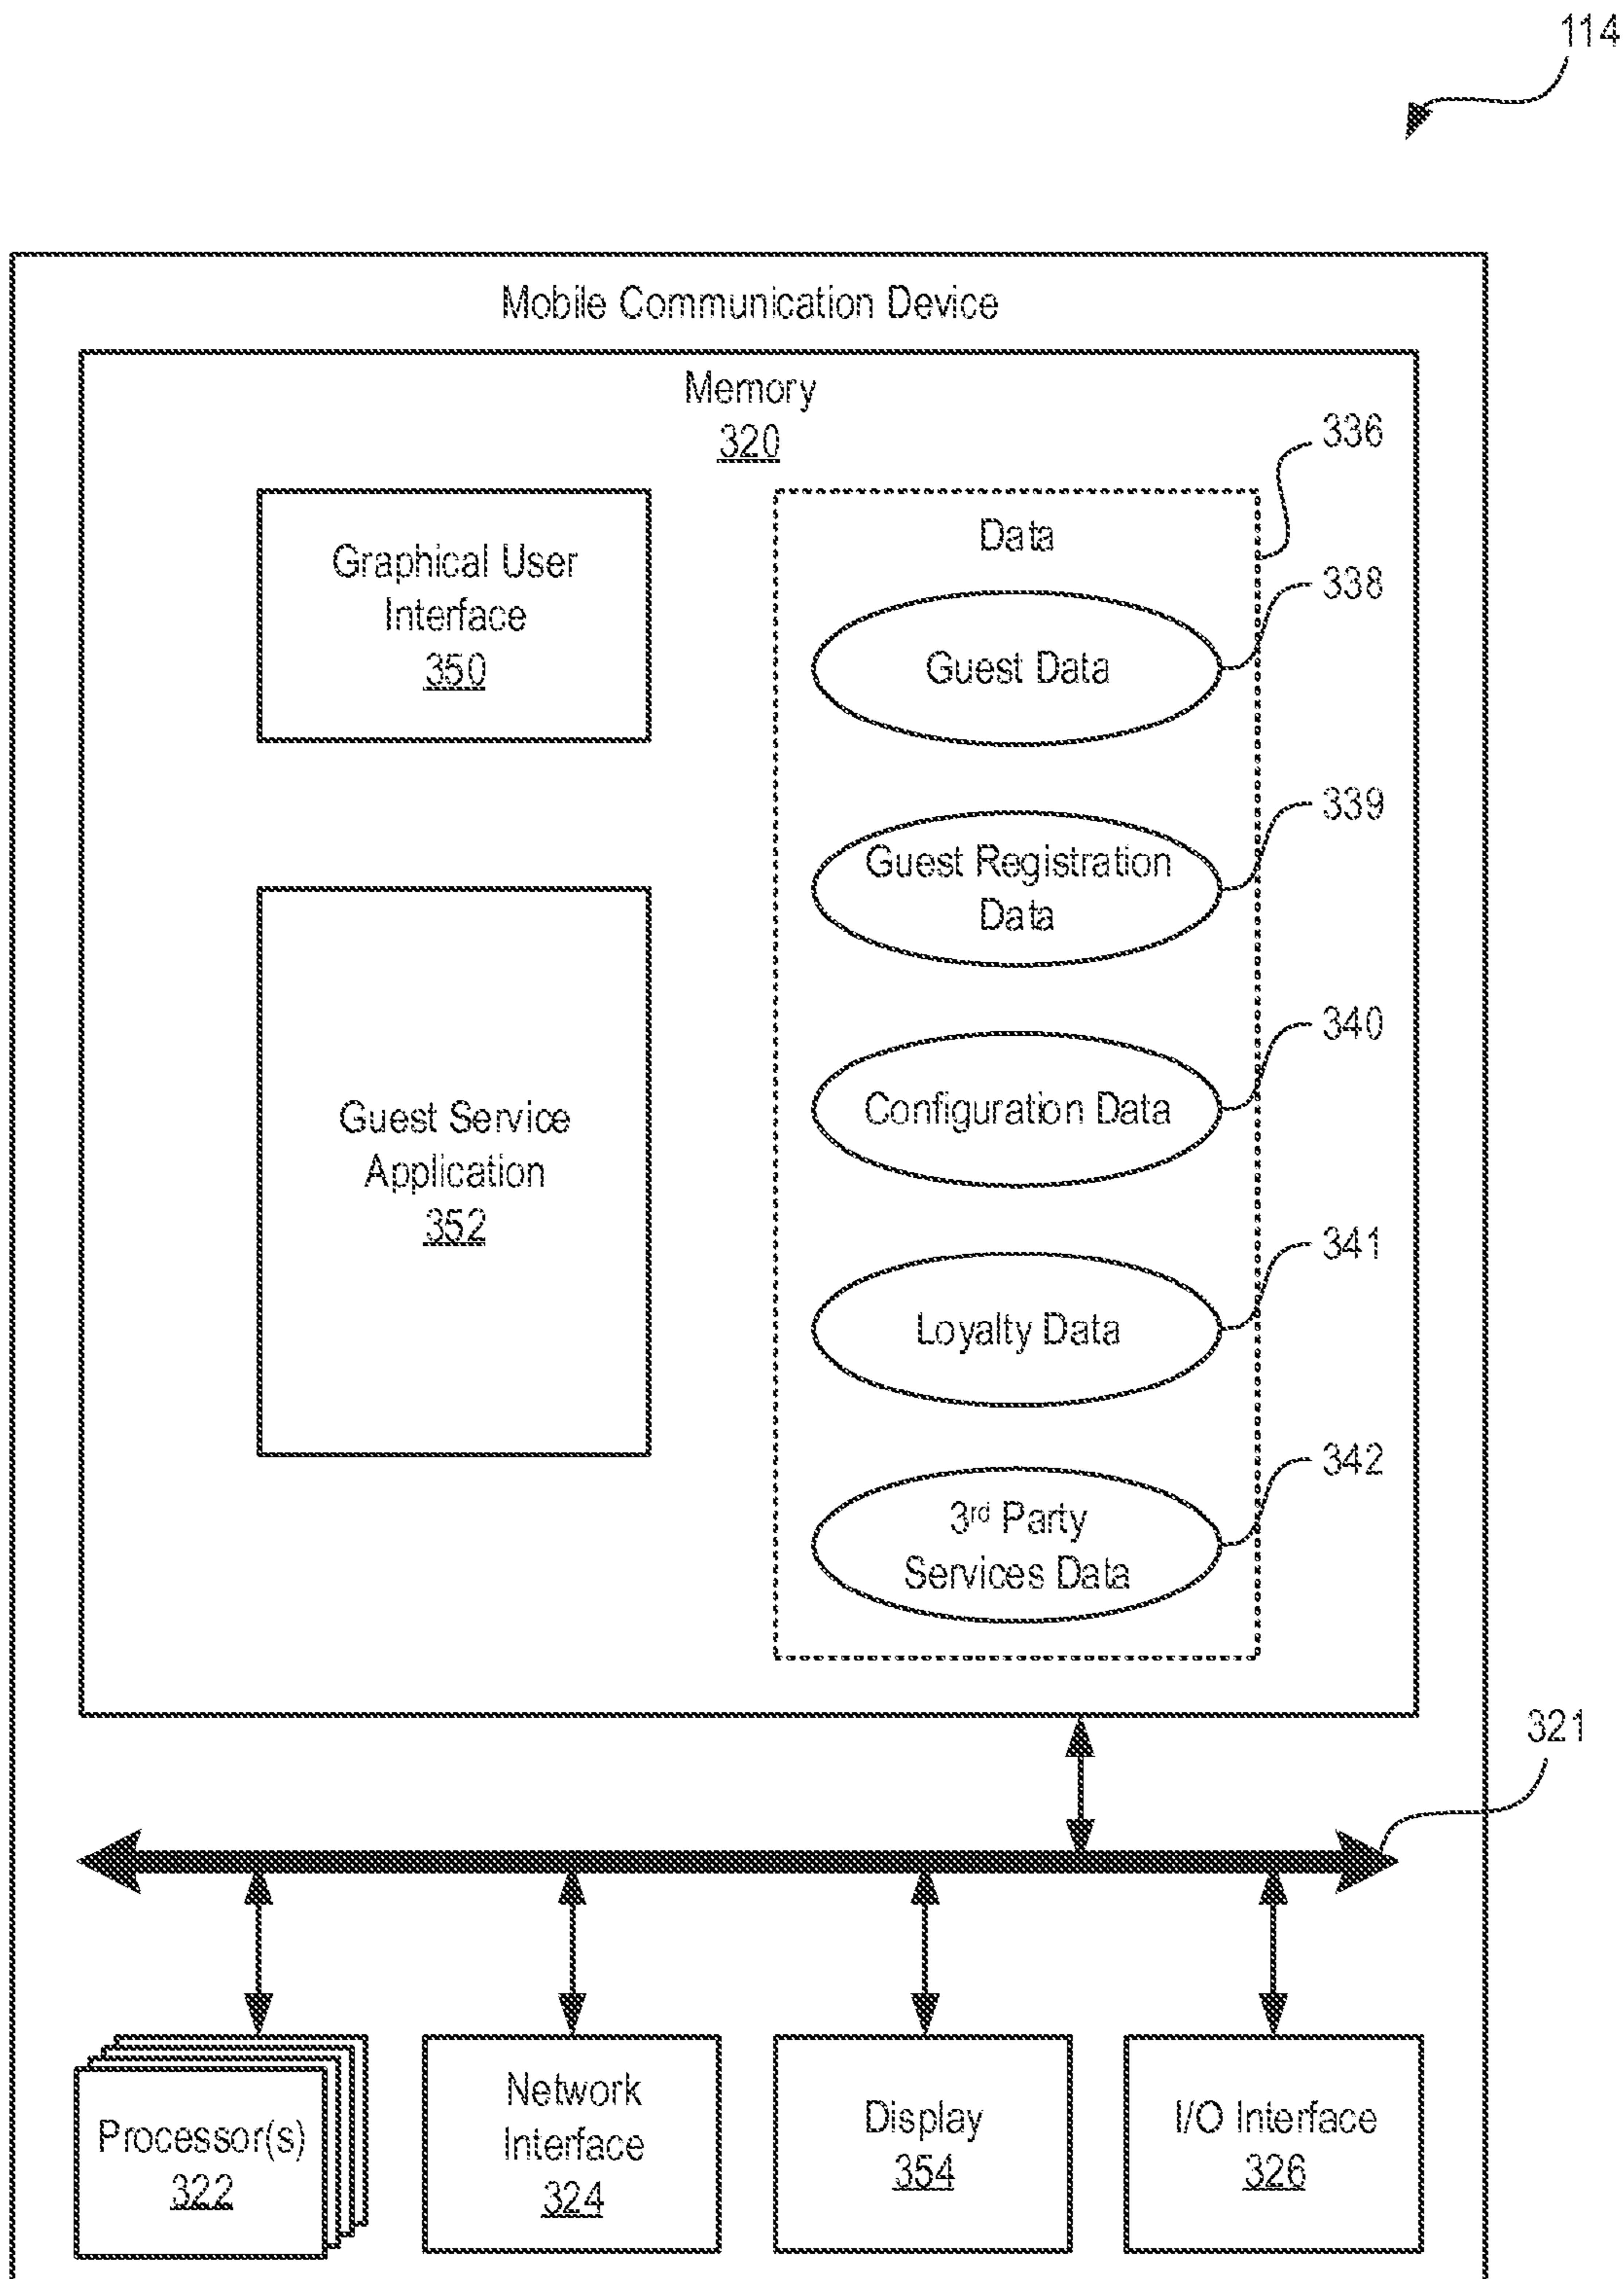 114
Mobile Communication Device
Memory
320
336
Data
Graphical User
Interface
350
338
Guest Data
339
Guest Registration
Data
340
Configuration Data
Guest Service
Application
352
341
Loyalty Data
342
3rd Party
Services Data
321
Processor(s)
322
Network
Interface
324
Display
354
I/O Interface
326